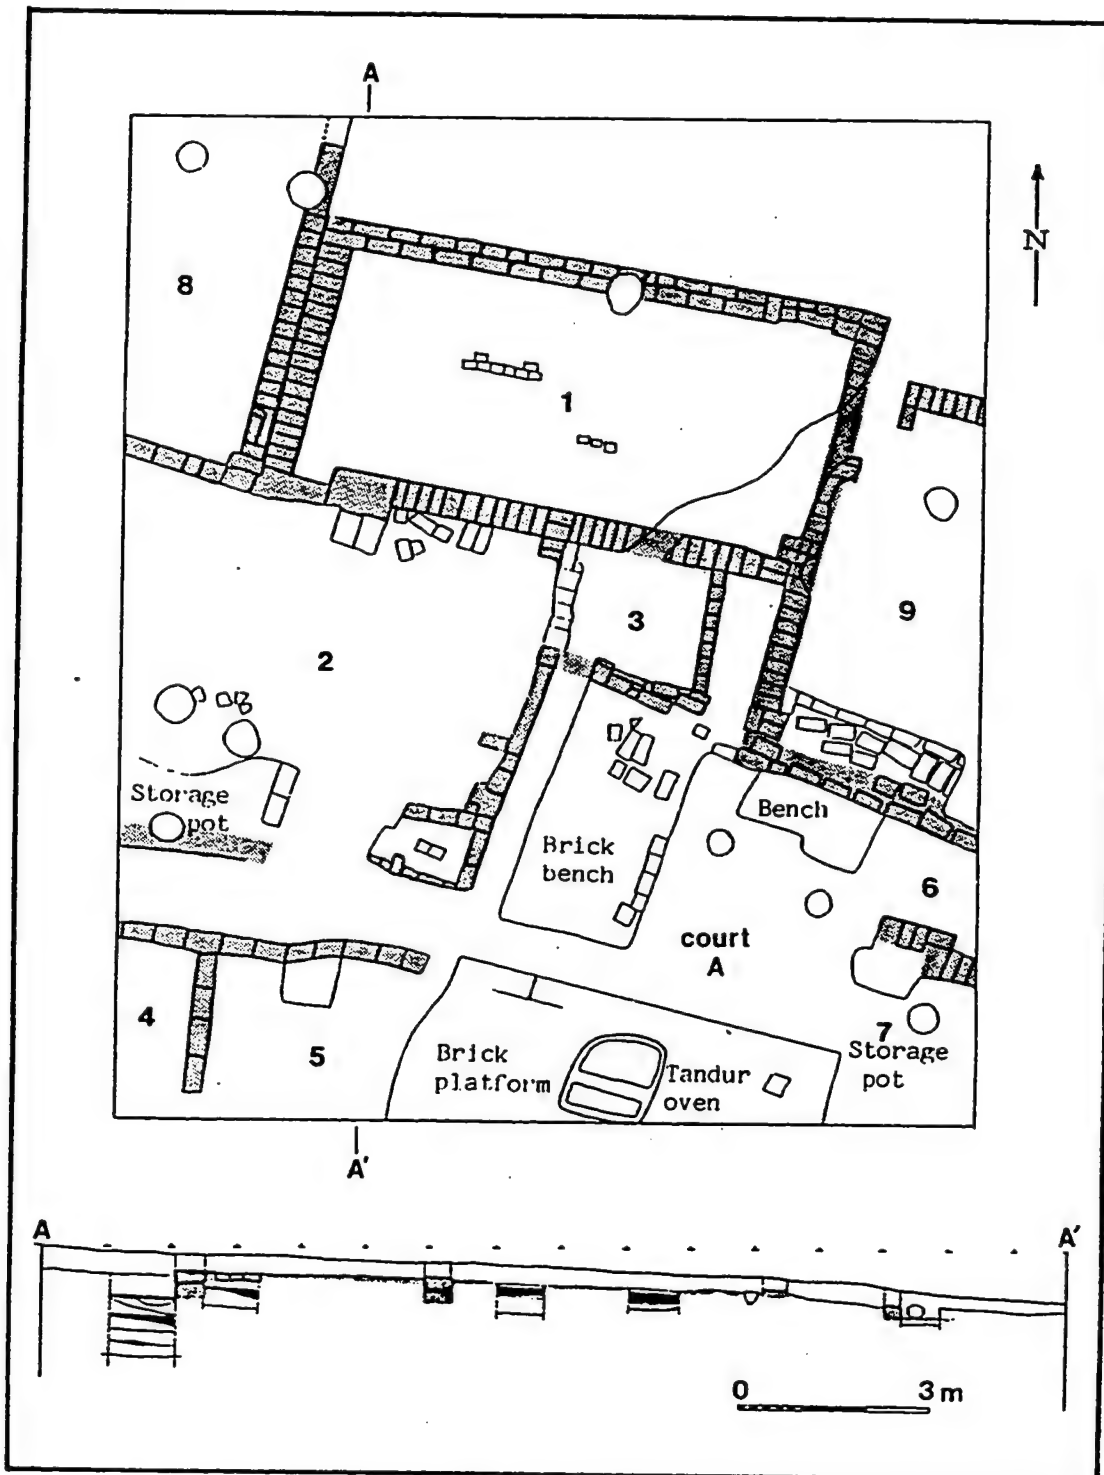 A
N
8
1
3
9
2
Storage
pot
Bench
Brick
bench
6
court
A
4
5
7
Storage
pot
Brick
platform
Tandur
oven
A'
A
A'
0 3 m